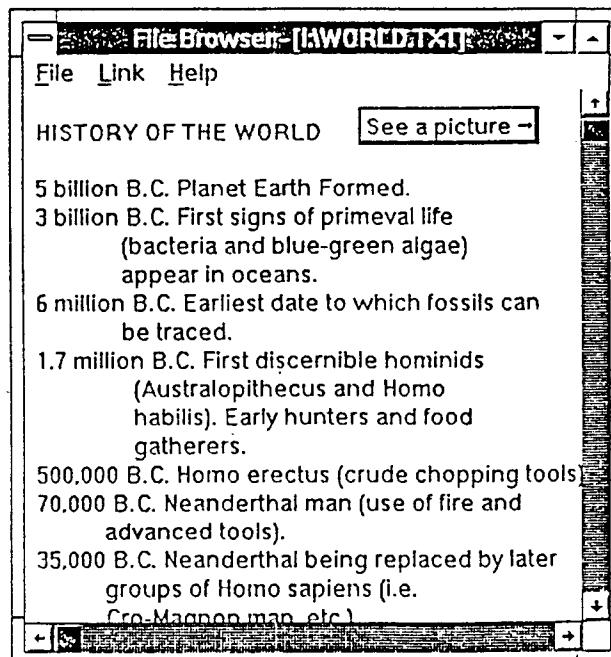 File Browser - [I:\WORLD.TXT]
File Link Help
HISTORY OF THE WORLD
See a picture →
5 billion B.C. Planet Earth Formed.
3 billion B.C. First signs of primeval life
(bacteria and blue-green algae)
appear in oceans.
6 million B.C. Earliest date to which fossils can
be traced.
1.7 million B.C. First discernible hominids
(Australopithecus and Homo
habilis). Early hunters and food
gatherers.
500,000 B.C. Homo erectus (crude chopping tools)
70,000 B.C. Neanderthal man (use of fire and
advanced tools).
35,000 B.C. Neanderthal being replaced by later
groups of Homo sapiens (i.e.
Cro-Magnon man, etc.)